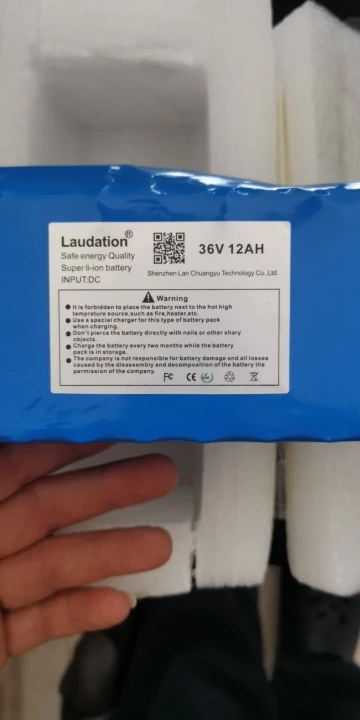 Laudation®
36V 12AH
Safe energy Quality
Super li-ion battery
INPUT:DC
Shenzhen Lan Chuangyu Technology Co.,Ltd.
Warning
● It is forbidden to place the battery next to the hot high
temprature source,such as fire,heater,etc.
● Use a special charger for this type of battery pack
when charging.
● Don't pierce the battery directly with nails or other sharp
objects.
● Charge the battery every two months while the battery
pack is in storage.
● The company is not responsible for battery damage and all losses
caused by the disassembly and decomposition of the battery the
permission of the company.
FC CE